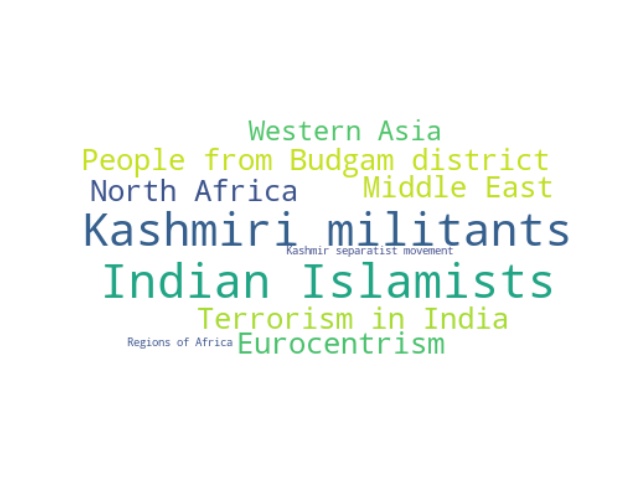 Western Asia
People from Budgam district
North Africa
Middle East
Kashmiri militants
Kashmir separatist movement
Indian Islamists
Terrorism in India
Regions of Africa
Eurocentrism